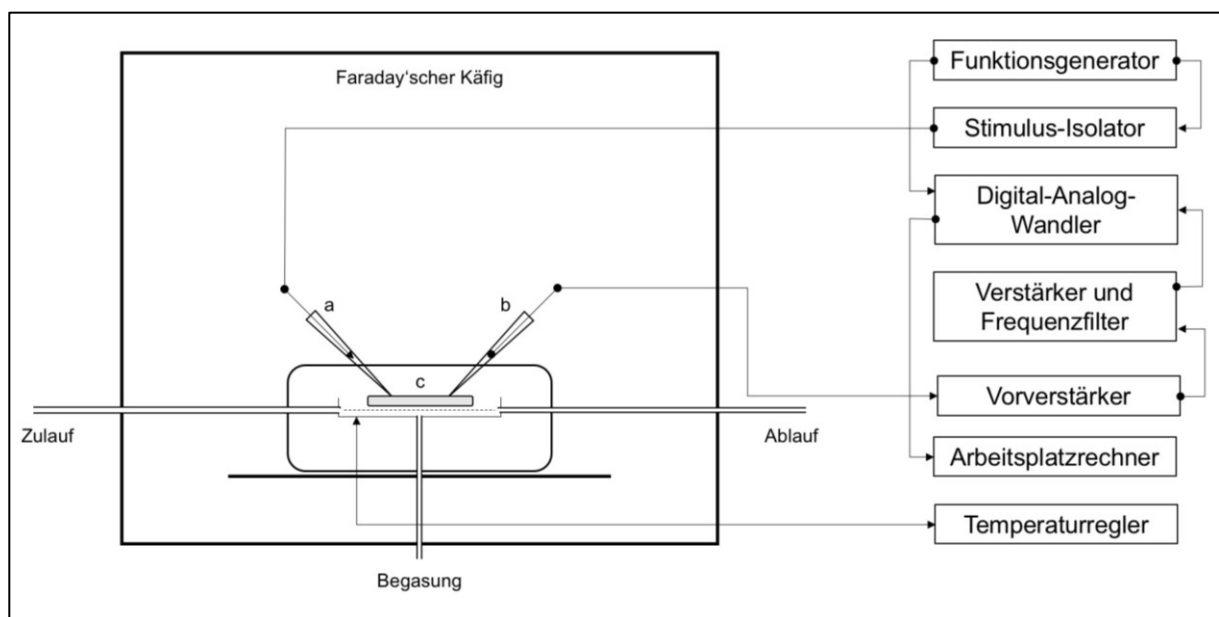 Faraday‘scher Käfig
Funktionsgenerator
Stimulus-Isolator
Digital-Analog-
Wandler
Verstärker und
Frequenzfilter
Vorverstärker
Arbeitsplatzrechner
Temperaturregler
a
b
c
Zulauf
Ablauf
Begasung